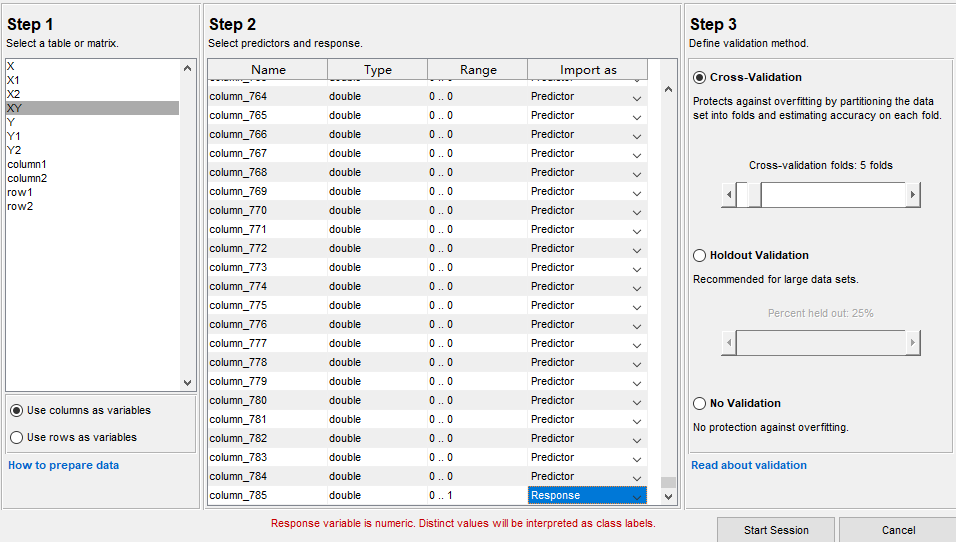 Step 1
Select a table or matrix.
X
X1
X2
XY
Y
Y1
Y2
column1
column2
row1
row2
Use columns as variables
Use rows as variables
How to prepare data
Step 2
Select predictors and response.
Name Type Range Import as
column_764 double 0 .. 0 Predictor
column_765 double 0 .. 0 Predictor
column_766 double 0 .. 0 Predictor
column_767 double 0 .. 0 Predictor
column_768 double 0 .. 0 Predictor
column_769 double 0 .. 0 Predictor
column_770 double 0 .. 0 Predictor
column_771 double 0 .. 0 Predictor
column_772 double 0 .. 0 Predictor
column_773 double 0 .. 0 Predictor
column_774 double 0 .. 0 Predictor
column_775 double 0 .. 0 Predictor
column_776 double 0 .. 0 Predictor
column_777 double 0 .. 0 Predictor
column_778 double 0 .. 0 Predictor
column_779 double 0 .. 0 Predictor
column_780 double 0 .. 0 Predictor
column_781 double 0 .. 0 Predictor
column_782 double 0 .. 0 Predictor
column_783 double 0 .. 0 Predictor
column_784 double 0 .. 0 Predictor
column_785 double 0 .. 1 Response
Response variable is numeric. Distinct values will be interpreted as class labels.
Step 3
Define validation method.
Cross-Validation
Protects against overfitting by partitioning the data
set into folds and estimating accuracy on each fold.
Cross-validation folds: 5 folds
Holdout Validation
Recommended for large data sets.
Percent held out: 25%
No Validation
No protection against overfitting.
Read about validation
Start Session
Cancel